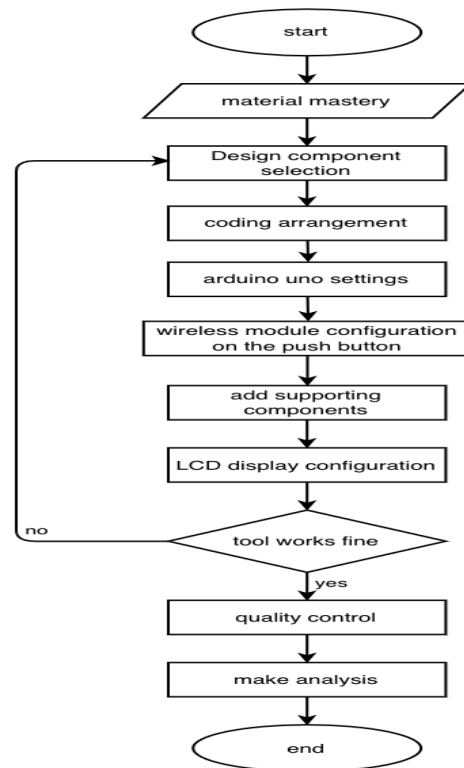 start
material mastery
Design component
selection
coding arrangement
arduino uno settings
wireless module configuration
on the push button
add supporting
components
LCD display configuration
no
tool works fine
yes
quality control
make analysis
end